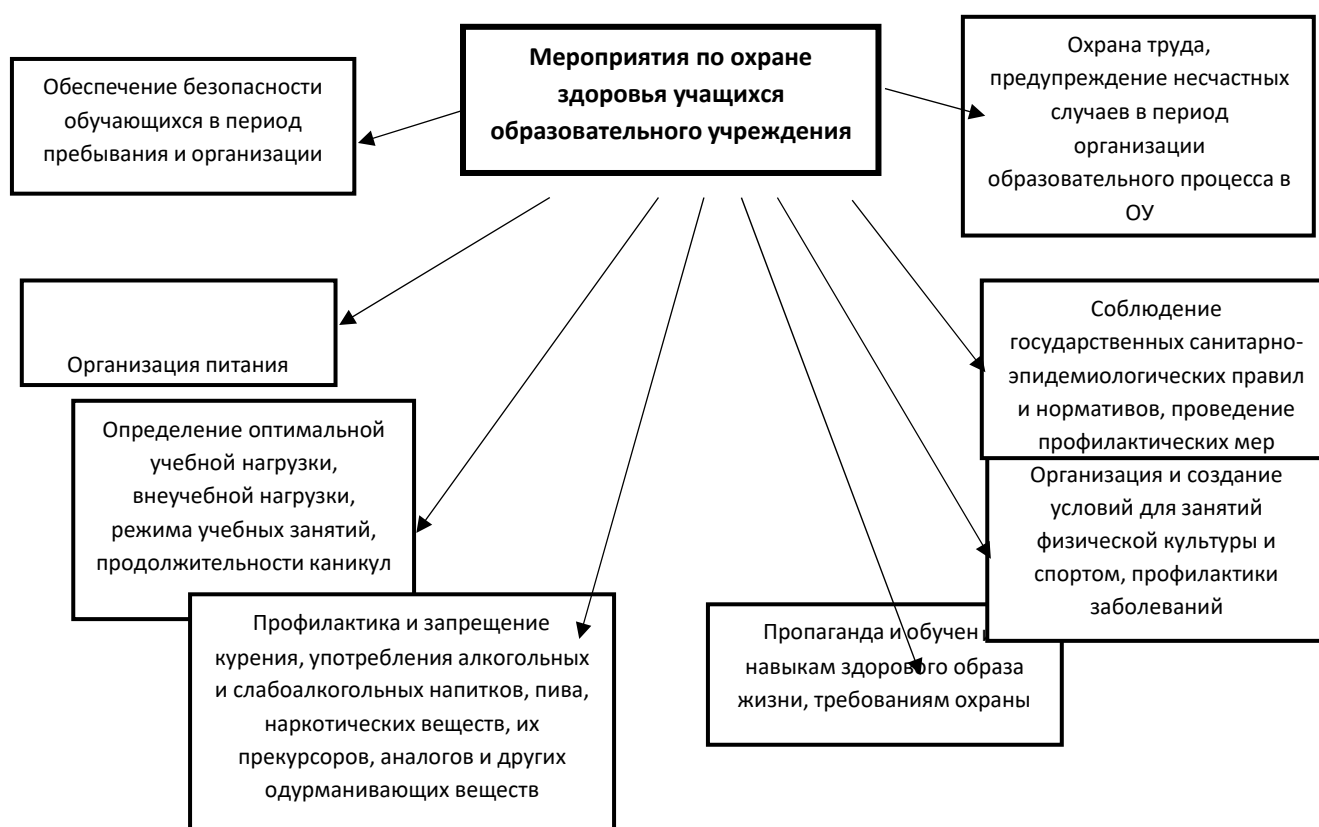 Мероприятия по охране
здоровья учащихся
образовательного учреждения
Обеспечение безопасности
обучающихся в период
пребывания и организации
Охрана труда,
предупреждение несчастных
случаев в период
организации
образовательного процесса в
ОУ
Организация питания
Соблюдение
государственных санитарно-
эпидемиологических правил
и нормативов, проведение
профилактических мер
Определение оптимальной
учебной нагрузки,
внеучебной нагрузки,
режима учебных занятий,
продолжительности каникул
Организация и создание
условий для занятий
физической культуры и
спортом, профилактики
заболеваний
Профилактика и запрещение
курения, употребления алкогольных
и слабоалкогольных напитков, пива,
наркотических веществ, их
прекурсоров, аналогов и других
одурманивающих веществ
Пропаганда и
навыкам здорового образа
жизни, требованиям охраны